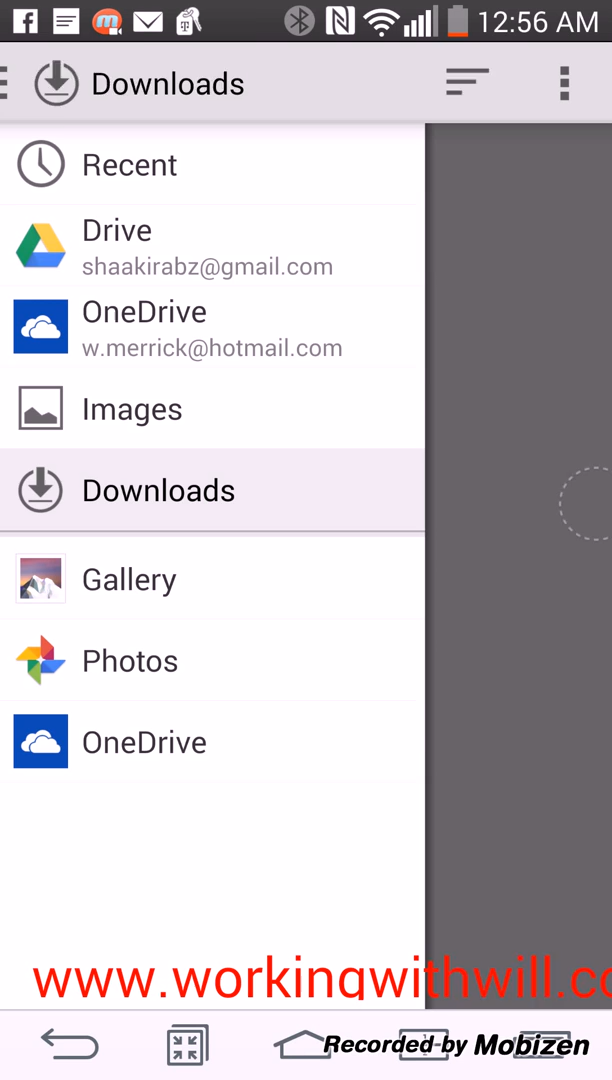 12:56 AM
Downloads
Recent
Drive
shaakirabz@gmail.com
OneDrive
w.merrick@hotmail.com
Images
Downloads
Gallery
Photos
OneDrive
www.workingwithwill.co
Recorded by Mobizen